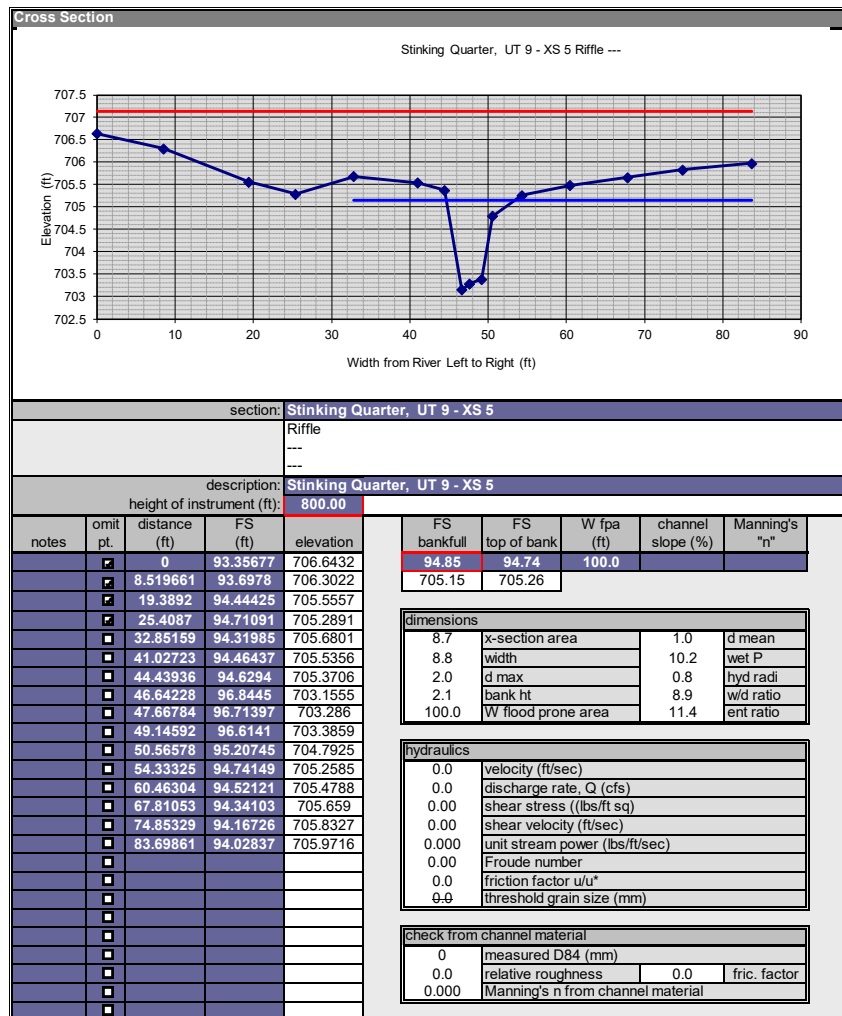 Cross Section
Stinking Quarter, UT 9 - XS 5 Riffle ---
707.5
707
706.5
706
705.5
705
704.5
704
703.5
703
702.5
Elevation (ft)
0 10 20 30 40 50 60 70 80 90
Width from River Left to Right (ft)
section: Stinking Quarter, UT 9 - XS 5
Riffle
---
---
description: Stinking Quarter, UT 9 - XS 5
height of instrument (ft): 800.00
notes omit pt. distance (ft) FS (ft) elevation
0 93.35677 706.6432
8.519661 93.6978 706.3022
19.3892 94.44425 705.5557
25.4087 94.71091 705.2891
32.85159 94.31985 705.6801
41.02723 94.46437 705.5356
44.43936 94.6294 705.3706
46.64228 96.8445 703.1555
47.66784 96.71397 703.286
49.14592 96.6141 703.3859
50.56578 95.20745 704.7925
54.33325 94.74149 705.2585
60.46304 94.52121 705.4788
67.81053 94.34103 705.659
74.85329 94.16726 705.8327
83.69861 94.02837 705.9716
FS bankfull FS top of bank W fpa (ft) channel slope (%) Manning's "n"
94.85 94.74 100.0
705.15 705.26
dimensions
8.7 x-section area 1.0 d mean
8.8 width 10.2 wet P
2.0 d max 0.8 hyd radi
2.1 bank ht 8.9 w/d ratio
100.0 W flood prone area 11.4 ent ratio
hydraulics
0.0 velocity (ft/sec)
0.0 discharge rate, Q (cfs)
0.00 shear stress ((lbs/ft sq)
0.00 shear velocity (ft/sec)
0.000 unit stream power (lbs/ft/sec)
0.00 Froude number
0.0 friction factor u/u*
0.0 threshold grain size (mm)
check from channel material
0 measured D84 (mm)
0.0 relative roughness 0.0 fric. factor
0.000 Manning's n from channel material